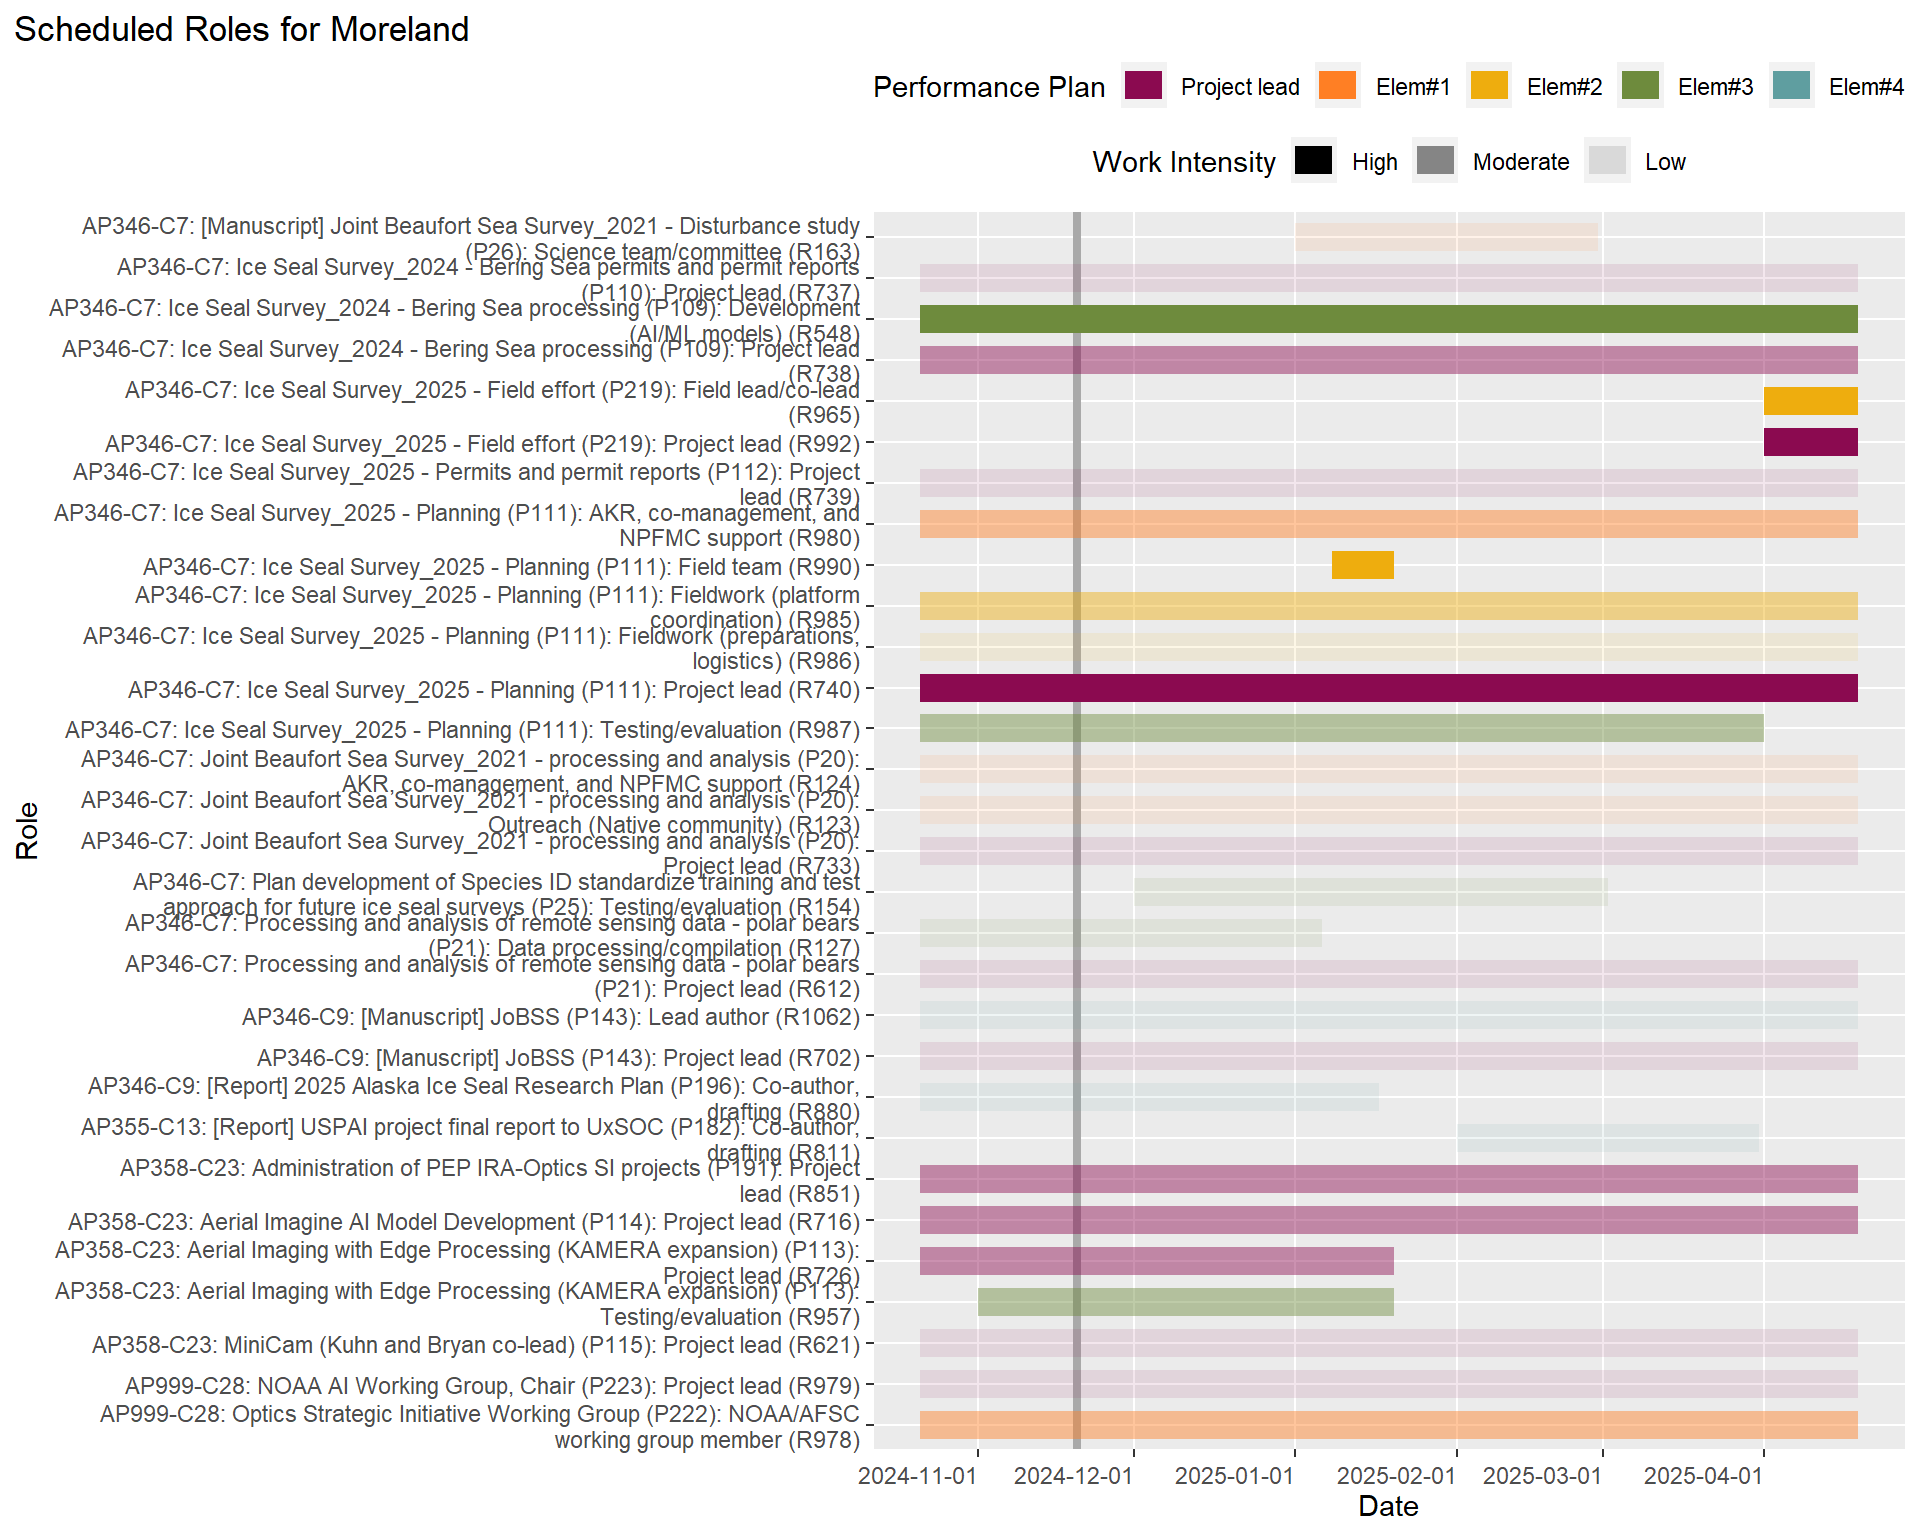 Scheduled Roles for Moreland
Performance Plan Project lead Elem#1 Elem#2 Elem#3 Elem#4
Work Intensity High Moderate Low
AP346-C7: [Manuscript] Joint Beaufort Sea Survey_2021 - Disturbance study
(P26): Science team/committee (R163)
AP346-C7: Ice Seal Survey_2024 - Bering Sea permits and permit reports
(P110): Project lead (R737)
AP346-C7: Ice Seal Survey_2024 - Bering Sea processing (P109): Development
(AI/ML models) (R548)
AP346-C7: Ice Seal Survey_2024 - Bering Sea processing (P109): Project lead
(R738)
AP346-C7: Ice Seal Survey_2025 - Field effort (P219): Field lead/co-lead
(R965)
AP346-C7: Ice Seal Survey_2025 - Field effort (P219): Project lead (R992)
AP346-C7: Ice Seal Survey_2025 - Permits and permit reports (P112): Project
lead (R739)
AP346-C7: Ice Seal Survey_2025 - Planning (P111): AKR, co-management, and
NPFMC support (R980)
AP346-C7: Ice Seal Survey_2025 - Planning (P111): Field team (R990)
AP346-C7: Ice Seal Survey_2025 - Planning (P111): Fieldwork (platform
coordination) (R985)
AP346-C7: Ice Seal Survey_2025 - Planning (P111): Fieldwork (preparations,
logistics) (R986)
AP346-C7: Ice Seal Survey_2025 - Planning (P111): Project lead (R740)
AP346-C7: Ice Seal Survey_2025 - Planning (P111): Testing/evaluation (R987)
AP346-C7: Joint Beaufort Sea Survey_2021 - processing and analysis (P20):
AKR, co-management, and NPFMC support (R124)
AP346-C7: Joint Beaufort Sea Survey_2021 - processing and analysis (P20):
Outreach (Native community) (R123)
AP346-C7: Joint Beaufort Sea Survey_2021 - processing and analysis (P20):
Project lead (R733)
AP346-C7: Plan development of Species ID standardize training and test
approach for future ice seal surveys (P25): Testing/evaluation (R154)
AP346-C7: Processing and analysis of remote sensing data - polar bears
(P21): Data processing/compilation (R127)
AP346-C7: Processing and analysis of remote sensing data - polar bears
(P21): Project lead (R612)
AP346-C9: [Manuscript] JoBSS (P143): Lead author (R1062)
AP346-C9: [Manuscript] JoBSS (P143): Project lead (R702)
AP346-C9: [Report] 2025 Alaska Ice Seal Research Plan (P196): Co-author,
drafting (R880)
AP355-C13: [Report] USPAI project final report to UxSOC (P182): Co-author,
drafting (R811)
AP358-C23: Administration of PEP IRA-Optics SI projects (P191): Project
lead (R851)
AP358-C23: Aerial Imagine AI Model Development (P114): Project lead (R716)
AP358-C23: Aerial Imaging with Edge Processing (KAMERA expansion) (P113):
Project lead (R726)
AP358-C23: Aerial Imaging with Edge Processing (KAMERA expansion) (P113):
Testing/evaluation (R957)
AP358-C23: MiniCam (Kuhn and Bryan co-lead) (P115): Project lead (R621)
AP999-C28: NOAA AI Working Group, Chair (P223): Project lead (R979)
AP999-C28: Optics Strategic Initiative Working Group (P222): NOAA/AFSC
working group member (R978)
Role
2024-11-01 2024-12-01 2025-01-01 2025-02-01 2025-03-01 2025-04-01
Date